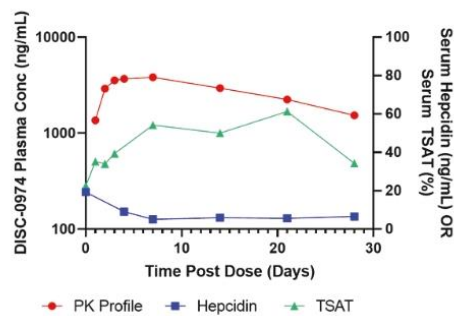 DISC-0974 Plasma Conc (ng/mL)
10000
1000
100
100
80
60
40
20
0
Serum Hepcidin (ng/mL) OR
Serum TSAT (%)
0
10
20
30
Time Post Dose (Days)
PK Profile
Hepcidin
TSAT